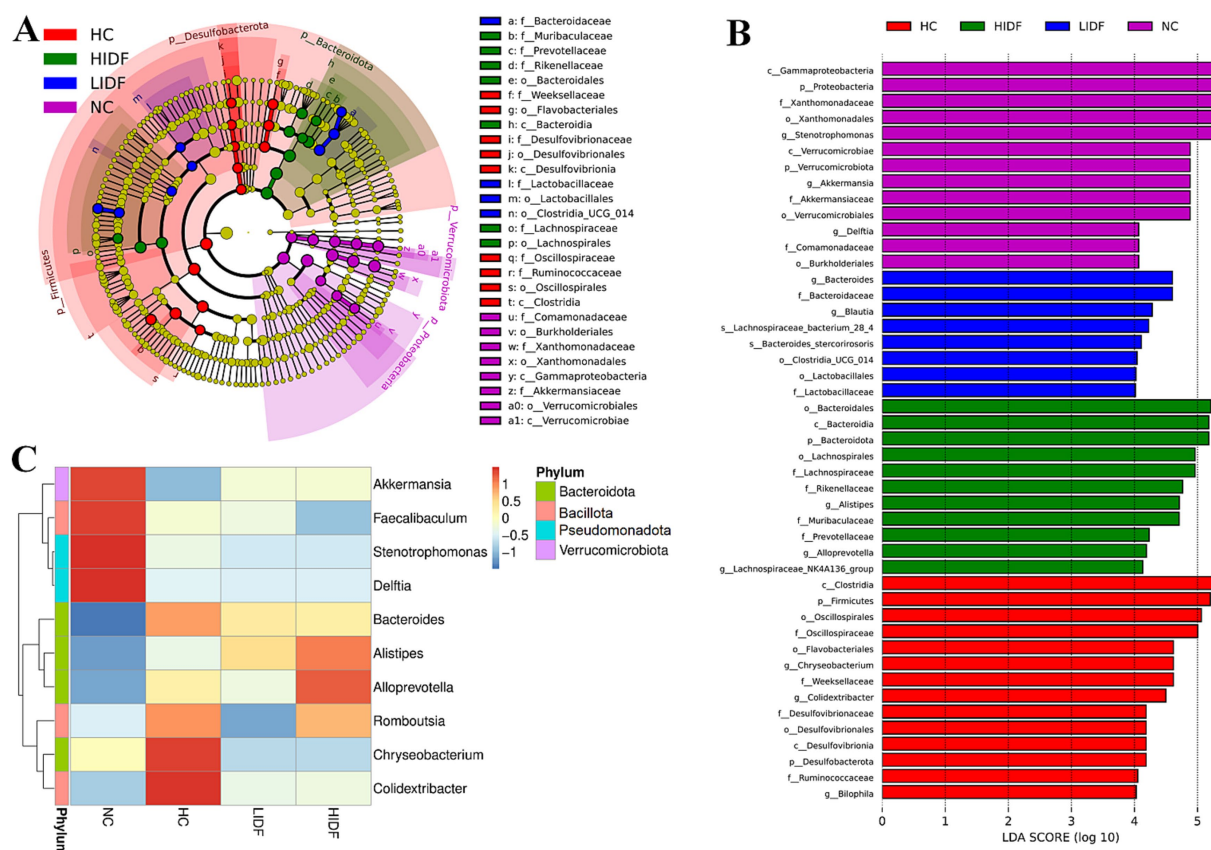 A
HC
HIDF
LIDF
NC
p__Desulfobacterota
p__Bacteroidota
p__Verrucomicrobiota
p__Proteobacteria
p__Firmicutes
a: f__Bacteroidaceae
b: f__Muribaculaceae
c: f__Prevotellaceae
d: f__Rikenellaceae
e: o__Bacteroidales
f: f__Weeksellaceae
g: o__Flavobacteriales
h: c__Bacteroidia
i: f__Desulfovibrionaceae
j: o__Desulfovibrionales
k: c__Desulfovibrionia
l: f__Lactobacillaceae
m: o__Lactobacillales
n: o__Clostridia_UCG_014
o: f__Lachnospiraceae
p: o__Lachnospirales
q: f__Oscillospiraceae
r: f__Ruminococcaceae
s: o__Oscillospirales
t: c__Clostridia
u: f__Comamonadaceae
v: o__Burkholderiales
w: f__Xanthomonadaceae
x: o__Xanthomonadales
y: c__Gammaproteobacteria
z: f__Akkermansiaceae
a0: o__Verrucomicrobiales
a1: c__Verrucomicrobiae
B
HC HIDF LIDF NC
c__Gammaproteobacteria
p__Proteobacteria
f__Xanthomonadaceae
o__Xanthomonadales
g__Stenotrophomonas
c__Verrucomicrobiae
p__Verrucomicrobiota
g__Akkermansia
f__Akkermansiaceae
o__Verrucomicrobiales
g__Delftia
f__Comamonadaceae
o__Burkholderiales
g__Bacteroides
f__Bacteroidaceae
g__Blautia
s__Lachnospiraceae_bacterium_28_4
s__Bacteroides_stercorirosoris
o__Clostridia_UCG_014
o__Lactobacillales
f__Lactobacillaceae
o__Bacteroidales
c__Bacteroidia
p__Bacteroidota
o__Lachnospirales
f__Lachnospiraceae
f__Rikenellaceae
g__Alistipes
f__Muribaculaceae
f__Prevotellaceae
g__Alloprevotella
g__Lachnospiraceae_NK4A136_group
c__Clostridia
p__Firmicutes
o__Oscillospirales
f__Oscillospiraceae
o__Flavobacteriales
g__Chryseobacterium
f__Weeksellaceae
g__Colidextribacter
f__Desulfovibrionaceae
o__Desulfovibrionales
c__Desulfovibrionia
p__Desulfobacterota
f__Ruminococcaceae
g__Bilophila
0 1 2 3 4 5
LDA SCORE (log 10)
C
Akkermansia
Faecalibaculum
Stenotrophomonas
Delftia
Bacteroides
Alistipes
Alloprevotella
Romboutsia
Chryseobacterium
Colidextribacter
Phylum
NC
HC
LIDF
HIDF
1
0.5
0
-0.5
-1
Phylum
Bacteroidota
Bacillota
Pseudomonadota
Verrucomicrobiota